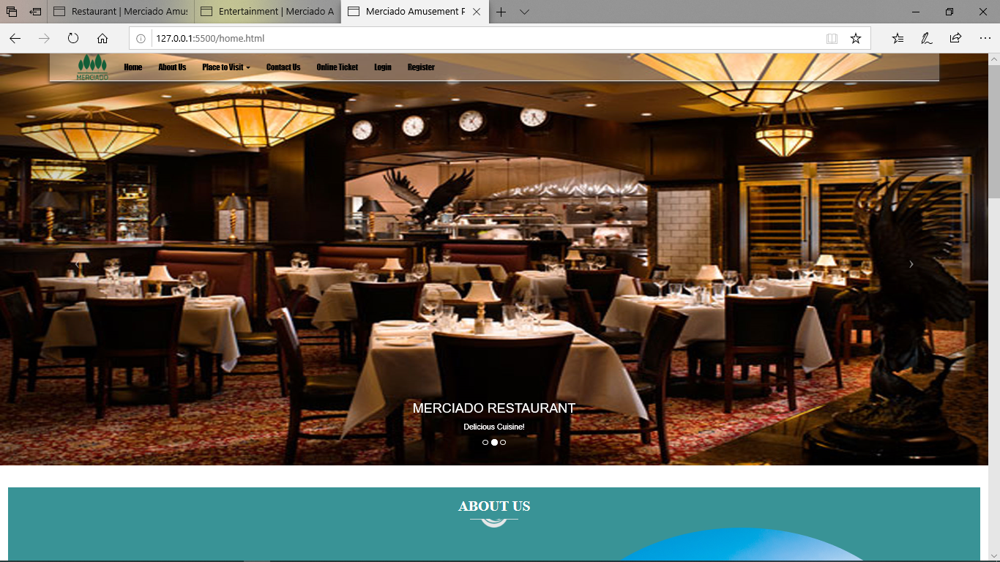 Restaurant | Merciado Amus
Entertainment | Merciado A
Merciado Amusement P
127.0.0.1:5500/home.html
MERCIADO
Home
About Us
Place to Visit
Contact Us
Online Ticket
Login
Register
MERCIADO RESTAURANT
Delicious Cuisine!
ABOUT US